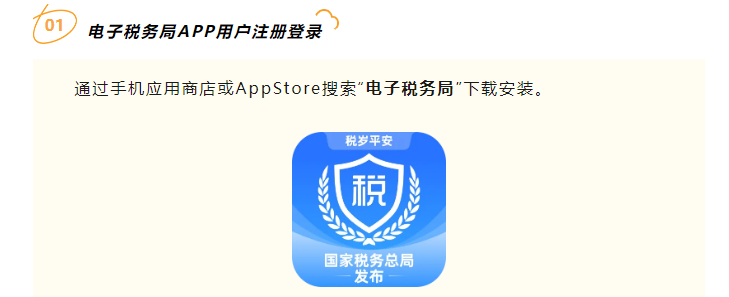 01
电子税务局APP用户注册登录
通过手机应用商店或AppStore搜索“电子税务局”下载安装。
税岁平安
税
国家税务总局
发布